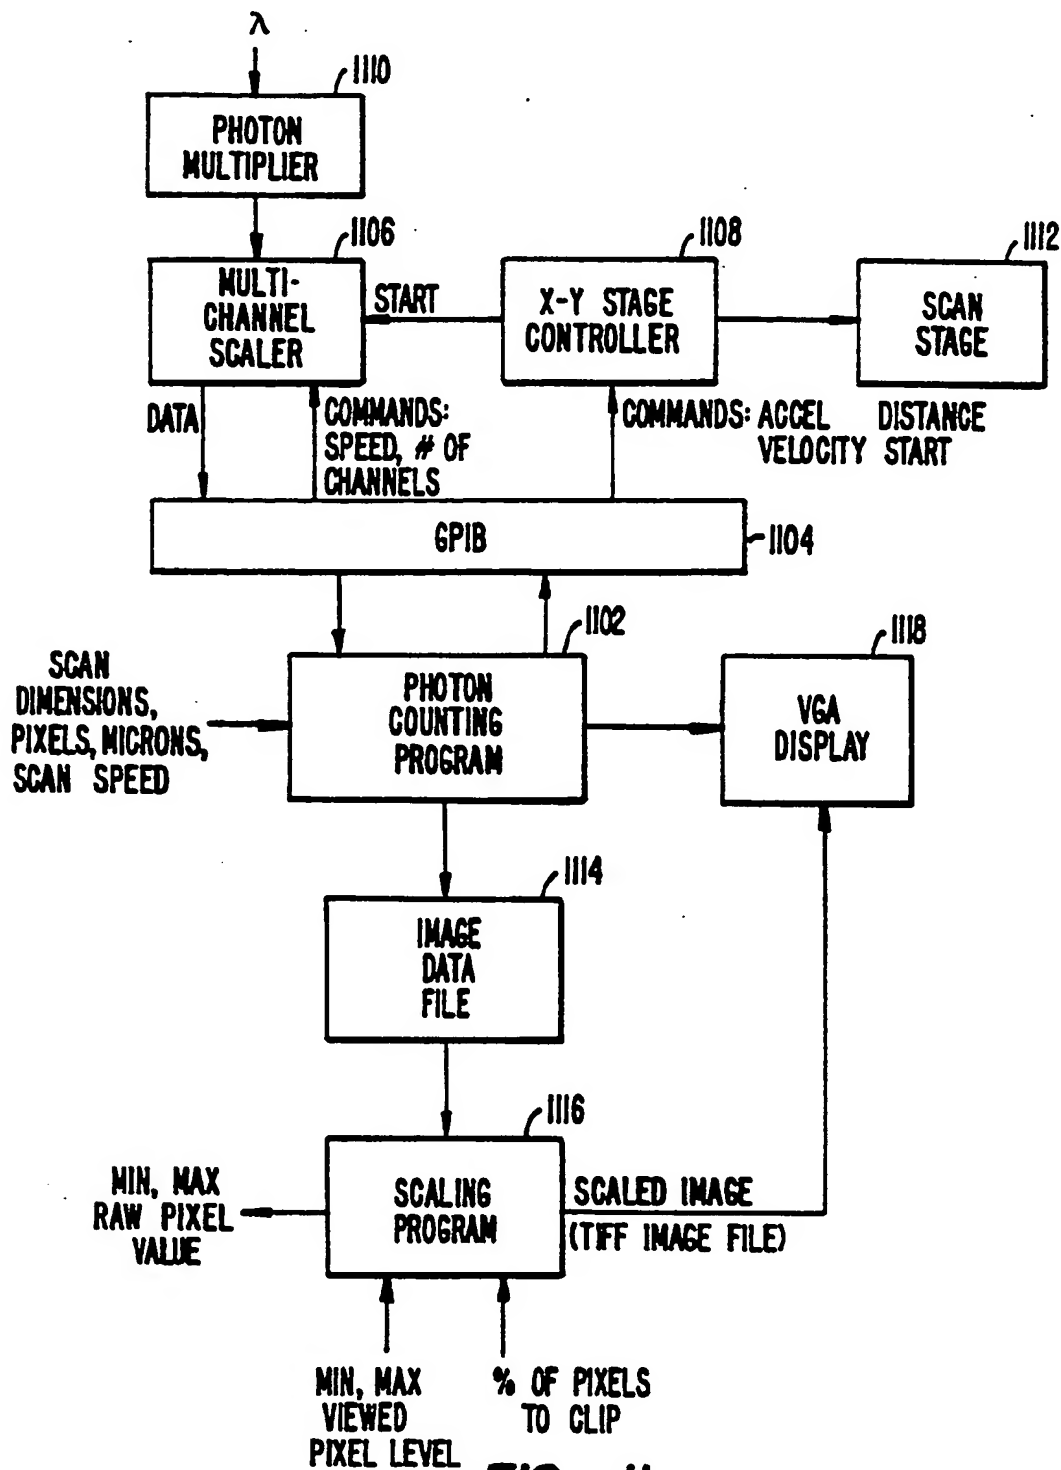 λ
1110
PHOTON
MULTIPLIER
1106
MULTI-
CHANNEL
SCALER
START
1108
X-Y STAGE
CONTROLLER
1112
SCAN
STAGE
DATA
COMMANDS:
SPEED, # OF
CHANNELS
COMMANDS: ACCEL DISTANCE
VELOCITY START
GPIB
1104
SCAN
DIMENSIONS,
PIXELS, MICRONS,
SCAN SPEED
1102
PHOTON
COUNTING
PROGRAM
1118
VGA
DISPLAY
1114
IMAGE
DATA
FILE
1116
SCALING
PROGRAM
MIN, MAX
RAW PIXEL
VALUE
SCALED IMAGE
(TIFF IMAGE FILE)
MIN, MAX
VIEWED
PIXEL LEVEL
% OF PIXELS
TO CLIP